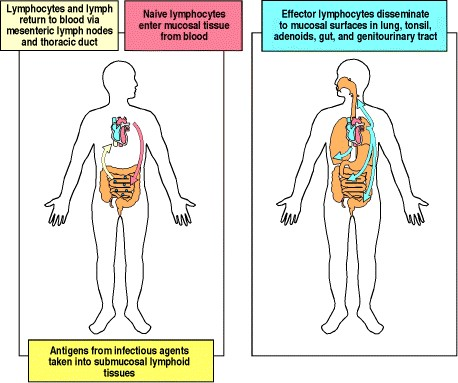 Lymphocytes and lymph
return to blood via
mesenteric lymph nodes
and thoracic duct
Naive lymphocytes
enter mucosal tissue
from blood
Effector lymphocytes disseminate
to mucosal surfaces in lung, tonsil,
adenoids, gut, and genitourinary tract
Antigens from infectious agents
taken into submucosal lymphoid
tissues